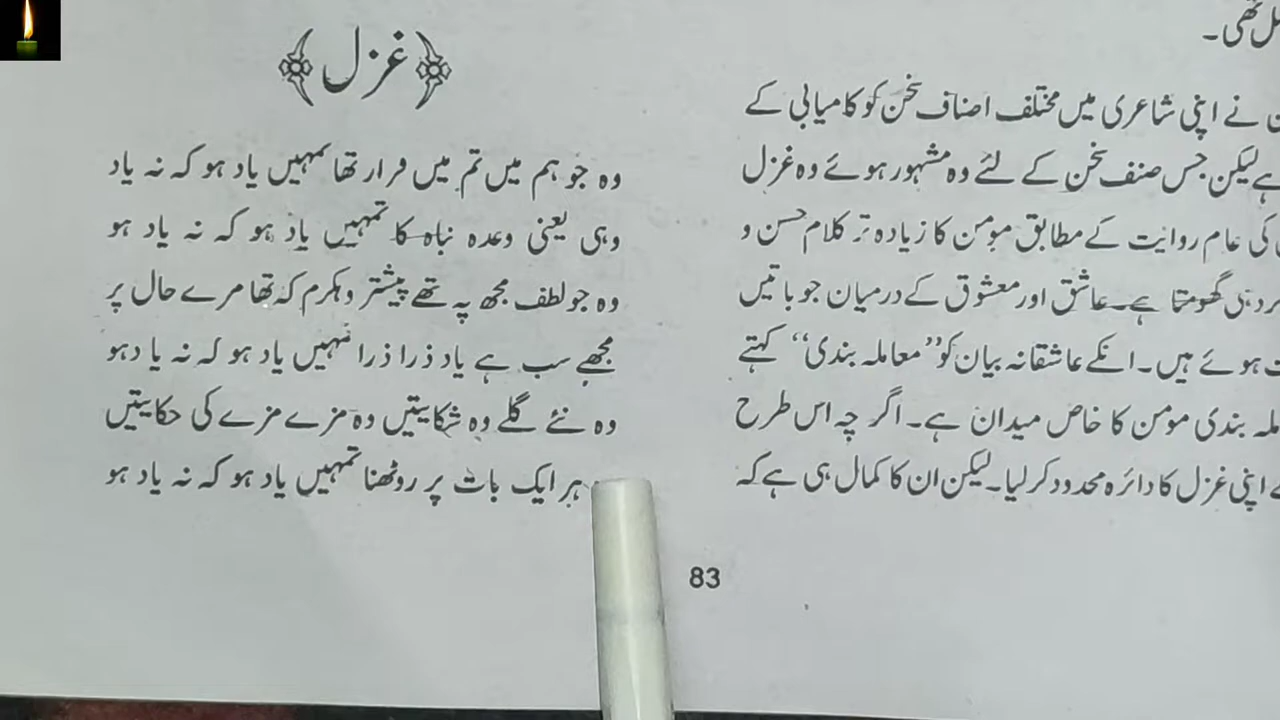 تھی۔
نے اپنی شاعری میں مختلف اصناف سخن کو کامیابی کے
ہے لیکن جس صنف سخن کے لئے وہ مشہور ہوئے وہ غزل
کی عام روایت کے مطابق مومن کا زیادہ تر کلام حسن و
گھومتا ہے۔ عاشق اور معشوق کے درمیان جو باتیں
ہوئے ہیں۔ انکے عاشقانہ بیان کو ”معاملہ بندی“ کہتے
بندی مومن کا خاص میدان ہے۔ اگر چہ اس طرح
اپنی غزل کا دائرہ محدود کر لیا۔ لیکن ان کا کمال ہی ہے کہ
غزل
وہ جو ہم میں تم میں قرار تھا تمہیں یاد ہو کہ نہ یاد
وہی یعنی وعدہ نباہ کا تمہیں یاد ہو کہ نہ یاد ہو
وہ جو لطف مجھ پہ تھے پیشتر وہ کرم کہ تھا مرے حال پر
مجھے سب ہے یاد ذرا ذرا تمہیں یاد ہو کہ نہ یاد ہو
وہ نئے گلے وہ شکایتیں وہ مزے مزے کی حکایتیں
ہر ایک بات پر روٹھنا تمہیں یاد ہو کہ نہ یاد ہو
83